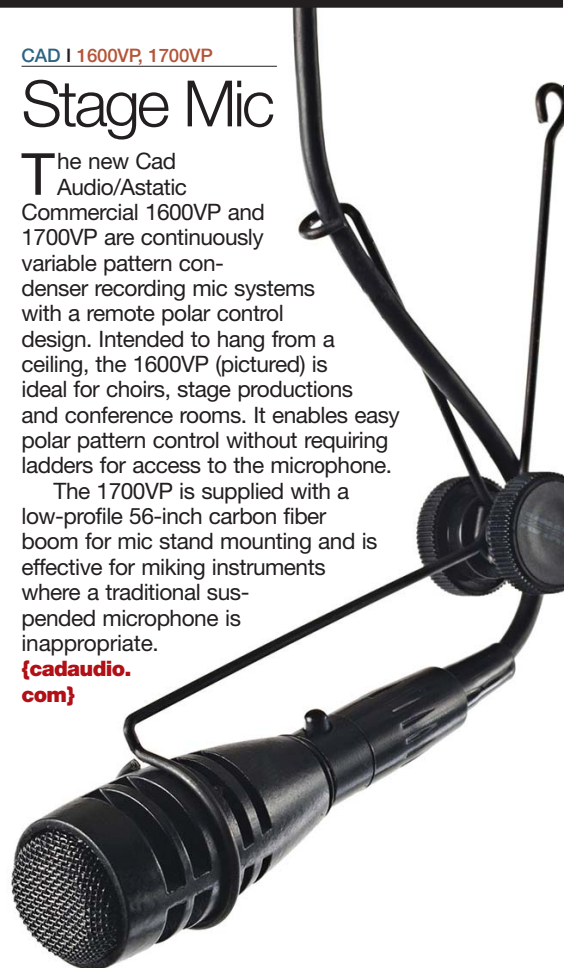 CAD | 1600VP, 1700VP
Stage Mic
The new Cad
Audio/Astatic
Commercial 1600VP and
1700VP are continuously
variable pattern con-
denser recording mic systems
with a remote polar control
design. Intended to hang from a
ceiling, the 1600VP (pictured) is
ideal for choirs, stage productions
and conference rooms. It enables easy
polar pattern control without requiring
ladders for access to the microphone.
The 1700VP is supplied with a
low-profile 56-inch carbon fiber
boom for mic stand mounting and is
effective for miking instruments
where a traditional sus-
pended microphone is
inappropriate.
{cadaudio.
com}